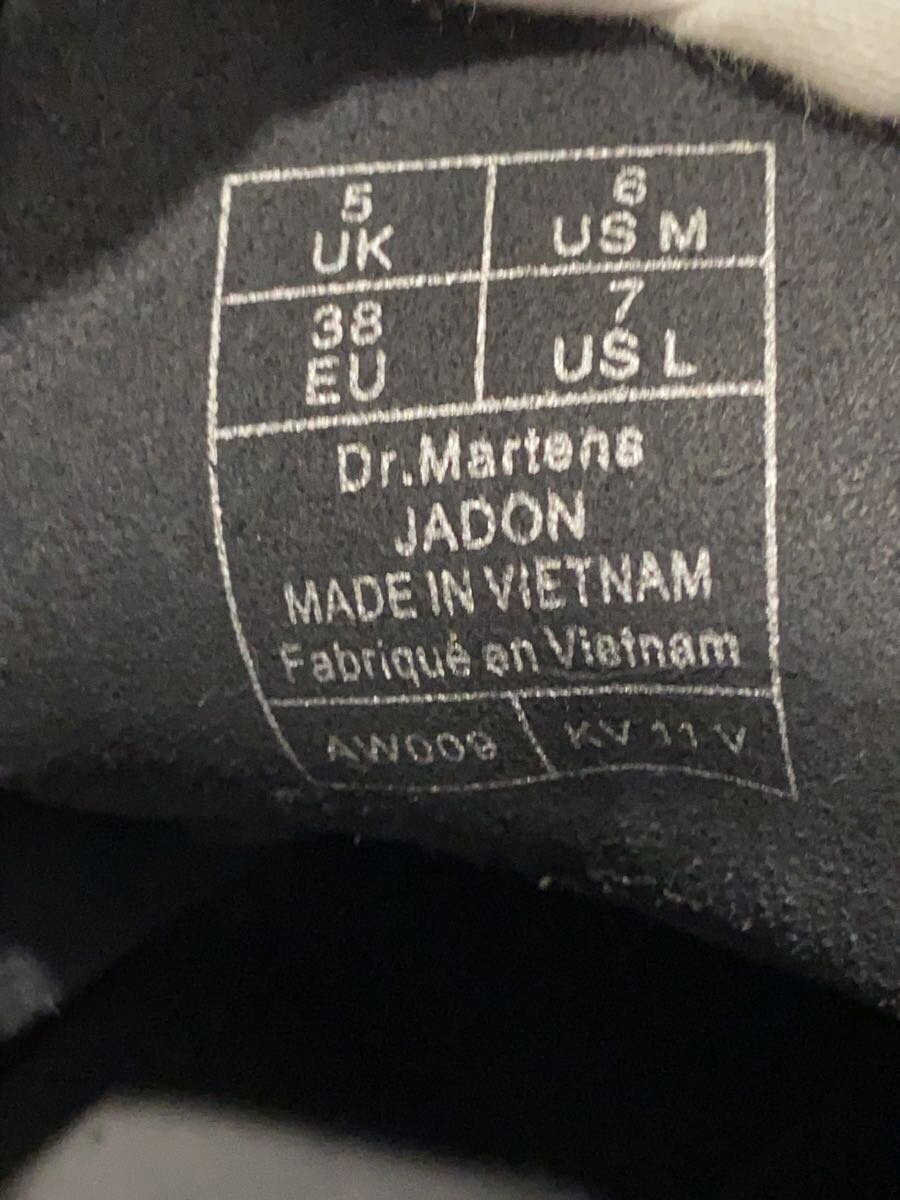 5
UK
6
US M
38
EU
7
US L
Dr.Martens
JADON
MADE IN VIETNAM
Fabriqué en Vietnam
AW009
KV 11 V